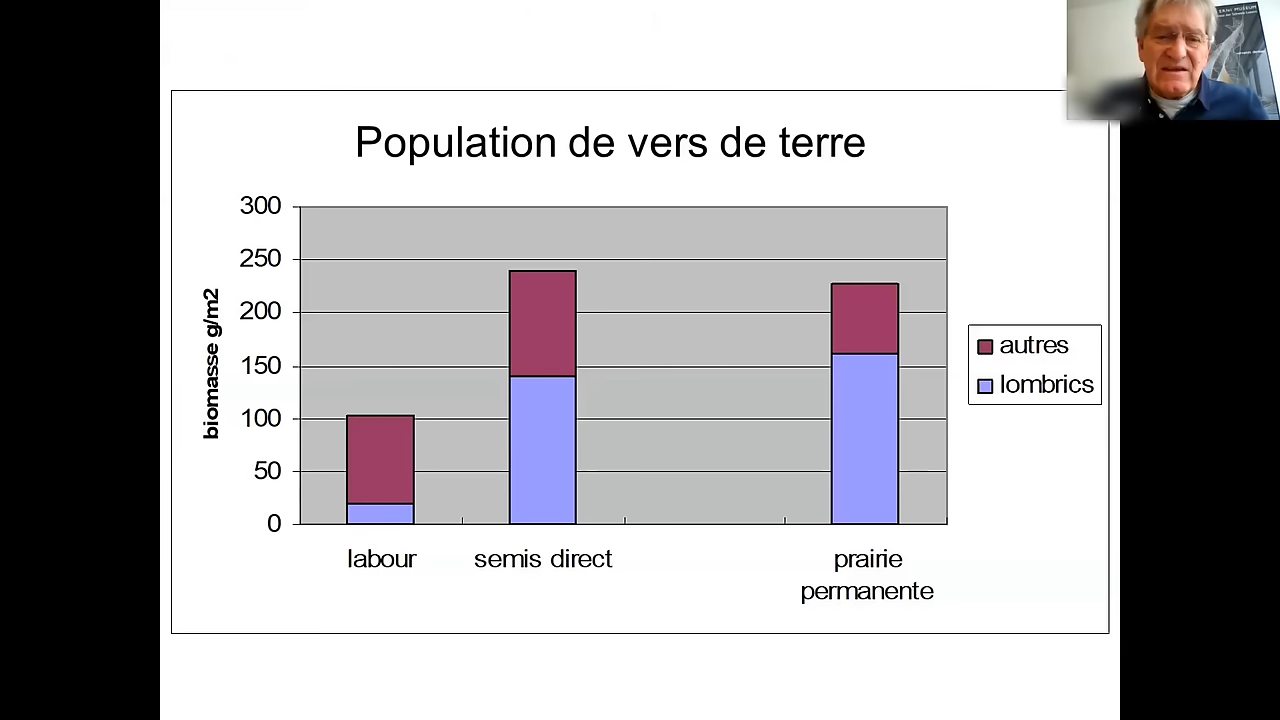 Population de vers de terre
300
250
200
150
100
50
0
biomasse g/m2
labour
semis direct
prairie
permanente
autres
lombrics